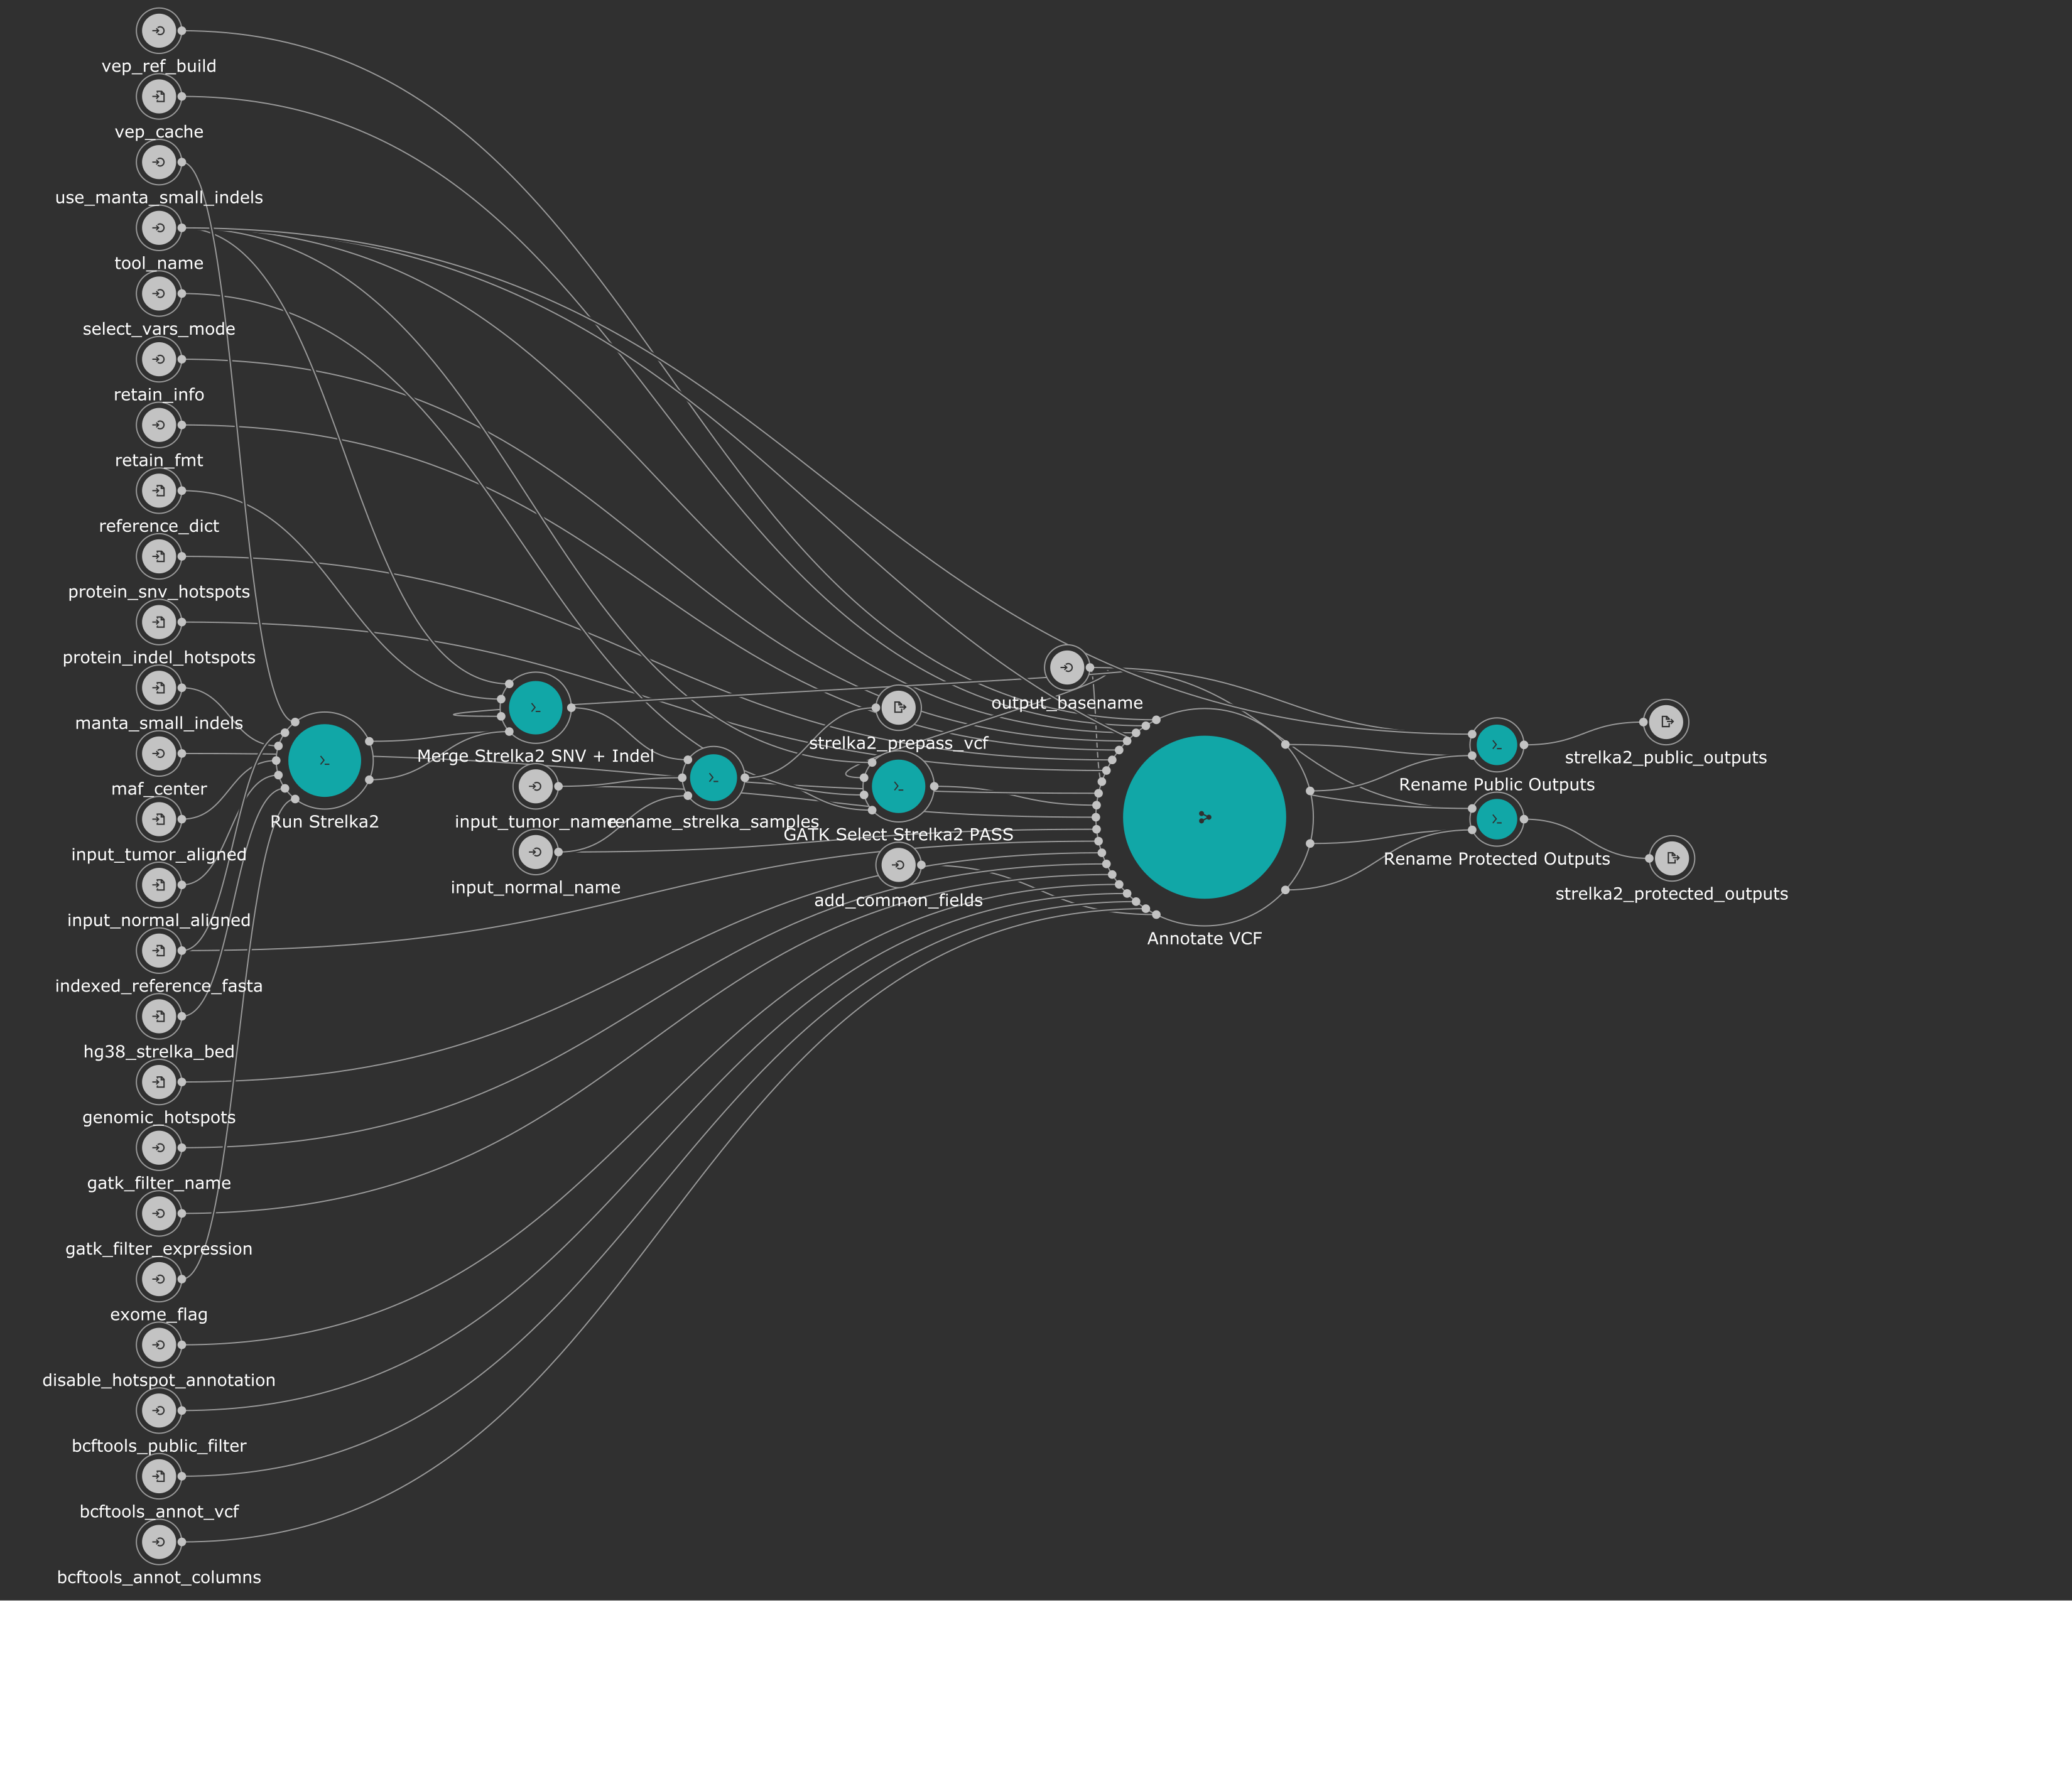 vep_ref_build
vep_cache
use_manta_small_indels
tool_name
select_vars_mode
retain_info
retain_fmt
reference_dict
protein_snv_hotspots
protein_indel_hotspots
manta_small_indels
maf_center
input_tumor_aligned
input_normal_aligned
indexed_reference_fasta
hg38_strelka_bed
genomic_hotspots
gatk_filter_name
gatk_filter_expression
exome_flag
disable_hotspot_annotation
bcftools_public_filter
bcftools_annot_vcf
bcftools_annot_columns
Run Strelka2
Merge Strelka2 SNV + Indel
input_tumor_name
input_normal_name
rename_strelka_samples
strelka2_prepass_vcf
GATK Select Strelka2 PASS
add_common_fields
output_basename
Annotate VCF
Rename Public Outputs
Rename Protected Outputs
strelka2_public_outputs
strelka2_protected_outputs